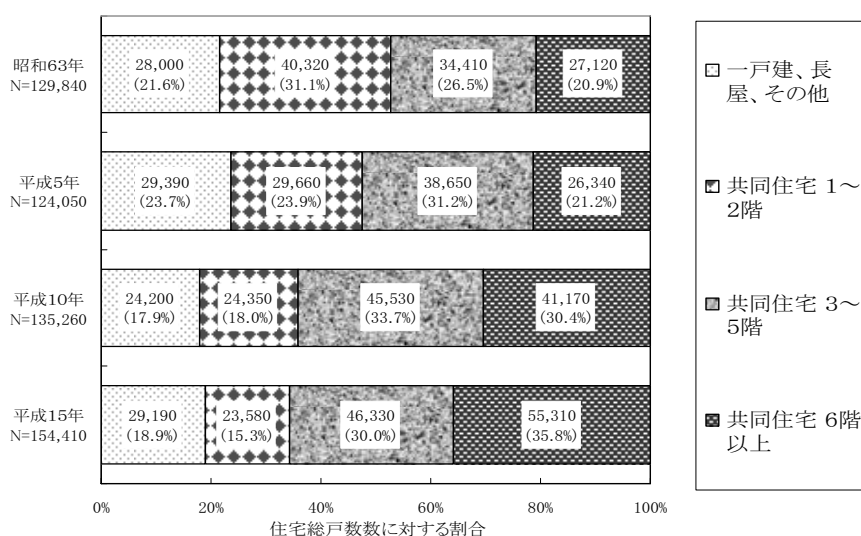 昭和63年
N=129,840
28,000
(21.6%)
40,320
(31.1%)
34,410
(26.5%)
27,120
(20.9%)
平成5年
N=124,050
29,390
(23.7%)
29,660
(23.9%)
38,650
(31.2%)
26,340
(21.2%)
平成10年
N=135,260
24,200
(17.9%)
24,350
(18.0%)
45,530
(33.7%)
41,170
(30.4%)
平成15年
N=154,410
29,190
(18.9%)
23,580
(15.3%)
46,330
(30.0%)
55,310
(35.8%)
0%
20%
40%
60%
80%
100%
住宅総戸数数に対する割合
一戸建、長
屋、その他
共同住宅 1～
2階
共同住宅 3～
5階
共同住宅 6階
以上